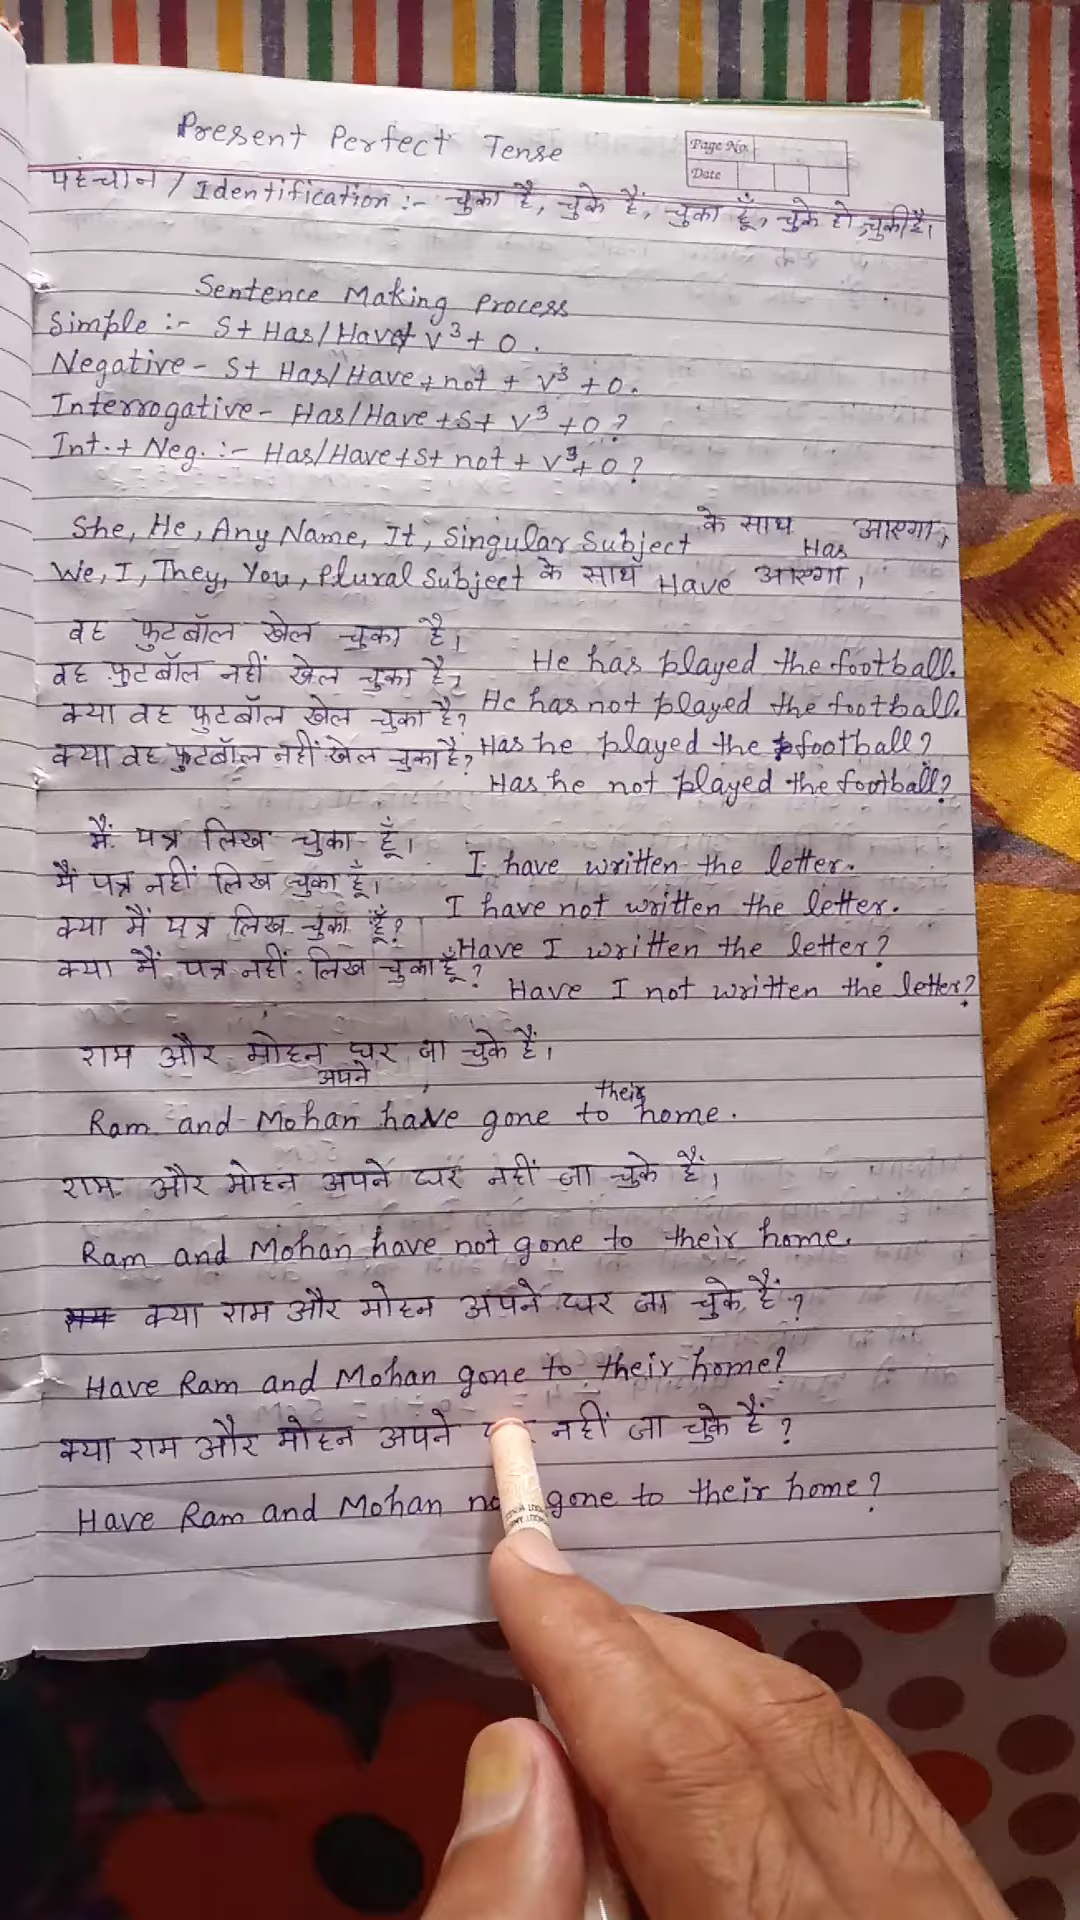 Present Perfect Tense
Page No.
Date
पहचान / Identification :- चुका है, चुके हैं, चुका हूँ, चुके हो, चुकी है।
Sentence Making Process
Simple :- S+ Has/Have+ V³+ O.
Negative - S+ Has/Have+not + V³ +O.
Interrogative - Has/Have +S+ V³ +O?
Int.+ Neg. :- Has/Have+S+ not + V³+O?
She, He, Any Name, It, Singular Subject के साथ Has आएगा,
We, I, They, You, Plural Subject के साथ Have आएगा,
वह फुटबॉल खेल चुका है।
He has played the football.
वह फुटबॉल नहीं खेल चुका है,
He has not played the football.
क्या वह फुटबॉल खेल चुका है?
Has he played the football?
क्या वह फुटबॉल नहीं खेल चुका है?
Has he not played the football?
मैं पत्र लिख चुका हूँ।
I have written the letter.
मैं पत्र नहीं लिख चुका हूँ।
I have not written the letter.
क्या मैं पत्र लिख चुका हूँ?
Have I written the letter?
क्या मैं पत्र नहीं लिख चुका हूँ?
Have I not written the letter?
राम और मोहन अपने घर जा चुके हैं।
Ram and Mohan have gone to their home.
राम और मोहन अपने घर नहीं जा चुके हैं,
Ram and Mohan have not gone to their home.
क्या राम और मोहन अपने घर जा चुके हैं?
Have Ram and Mohan gone to their home?
क्या राम और मोहन अपने नहीं जा चुके हैं?
Have Ram and Mohan gone to their home?